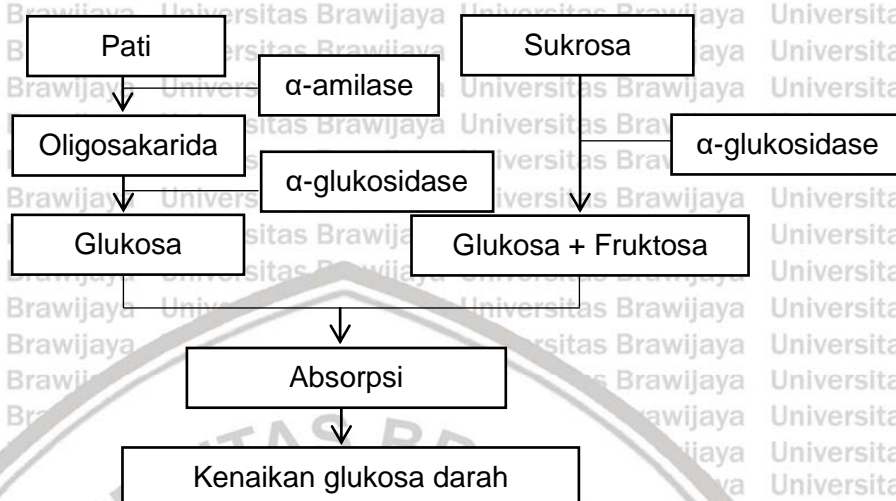 Pati
Sukrosa
α-amilase
Oligosakarida
α-glukosidase
α-glukosidase
Glukosa
Glukosa + Fruktosa
Absorpsi
Kenaikan glukosa darah